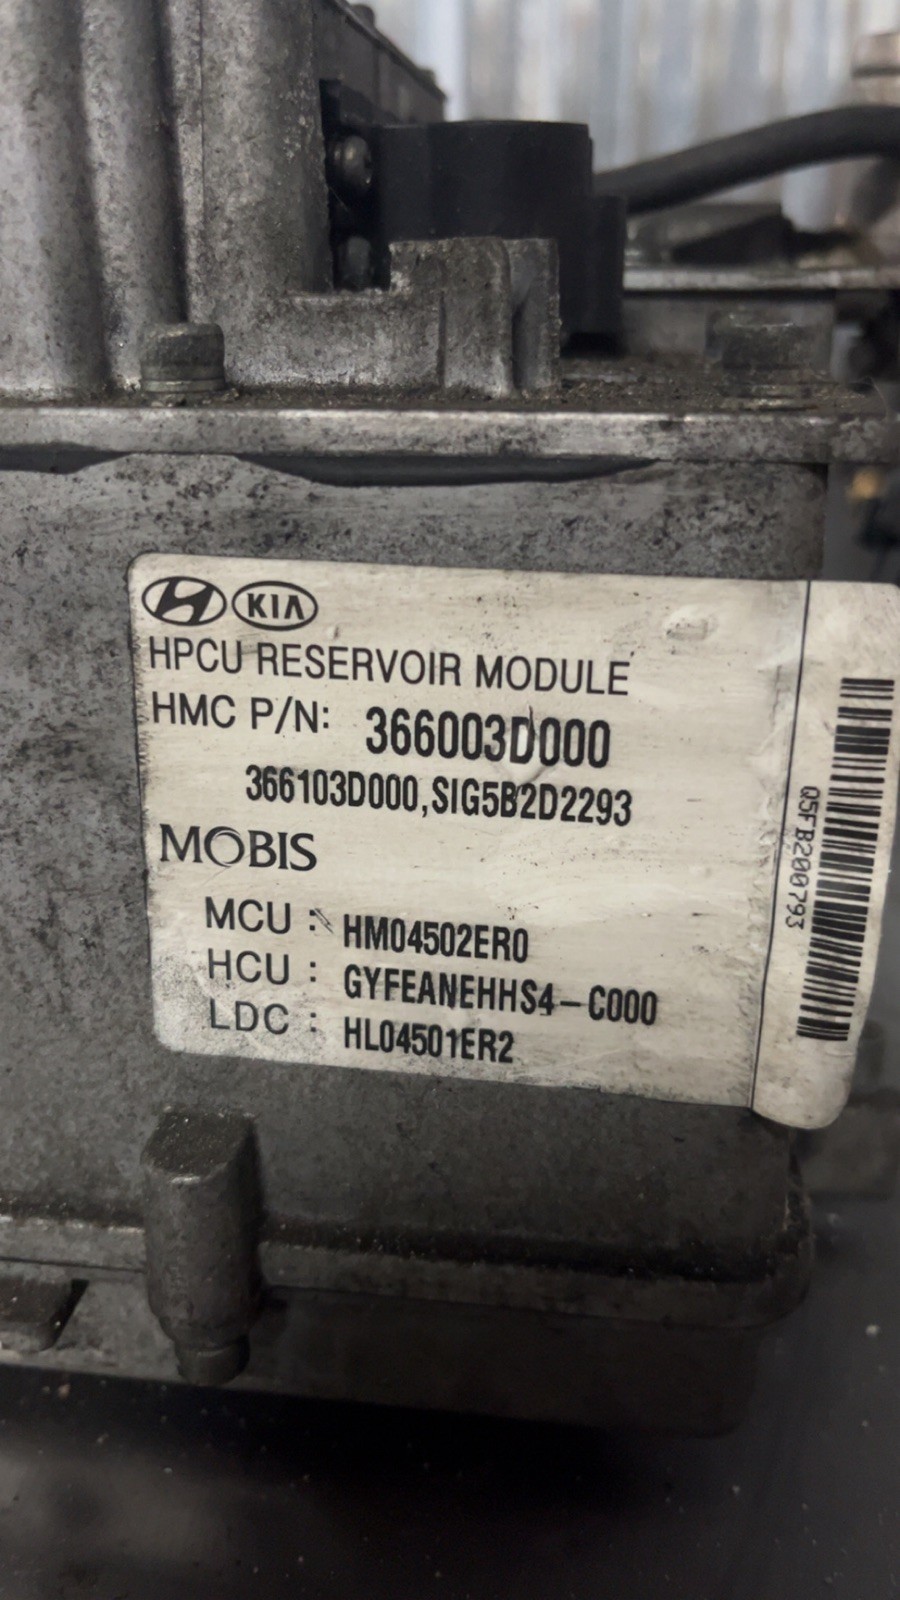 KIA
HPCU RESERVOIR MODULE
HMC P/N: 366003D000
366103D000,SIG5B2D2293
MOBIS
MCU : HM04502ER0
HCU : GYFEANEHHS4-C000
LDC : HL04501ER2
Q5FB200793